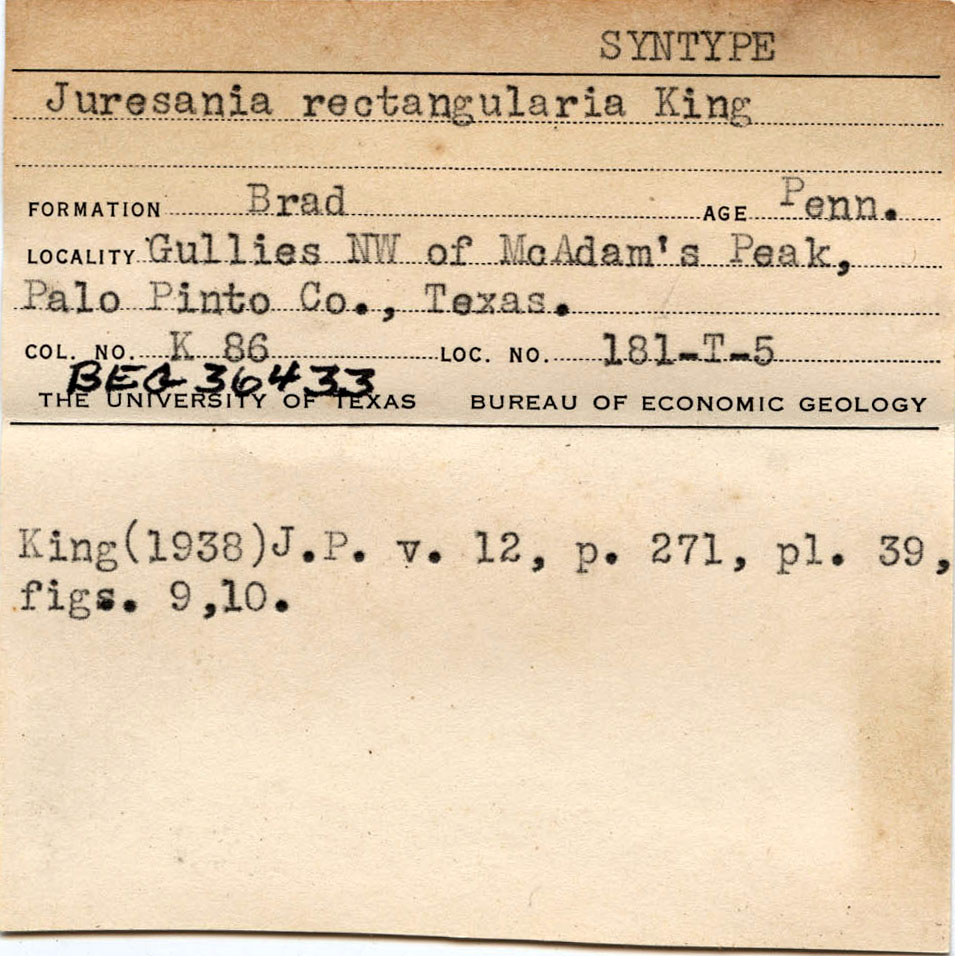 SYNTYPE
Juresania rectangularia King
FORMATION Brad AGE Penn.
LOCALITY Gullies NW of McAdam's Peak,
Palo Pinto Co., Texas.
COL. NO. K 86 LOC. NO. 181-T-5
BEG 36433
THE UNIVERSITY OF TEXAS BUREAU OF ECONOMIC GEOLOGY
King(1938)J.P. v. 12, p. 271, pl. 39,
figs. 9,10.